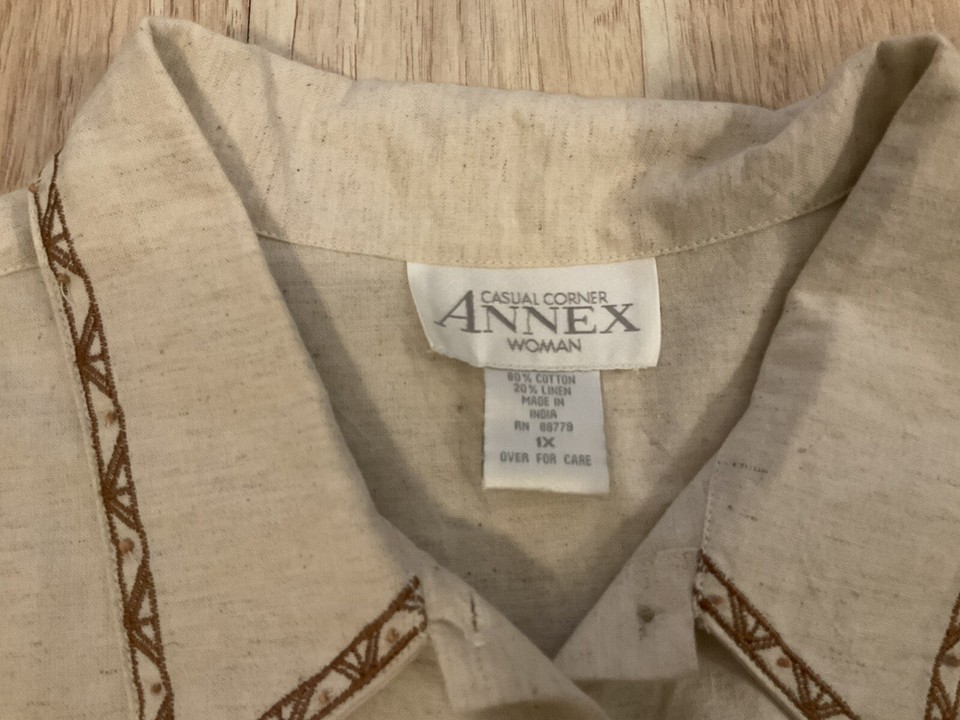 CASUAL CORNER
ANNEX
WOMAN
80% COTTON
20% LINEN
MADE IN
INDIA
RN 88779
1X
OVER FOR CARE